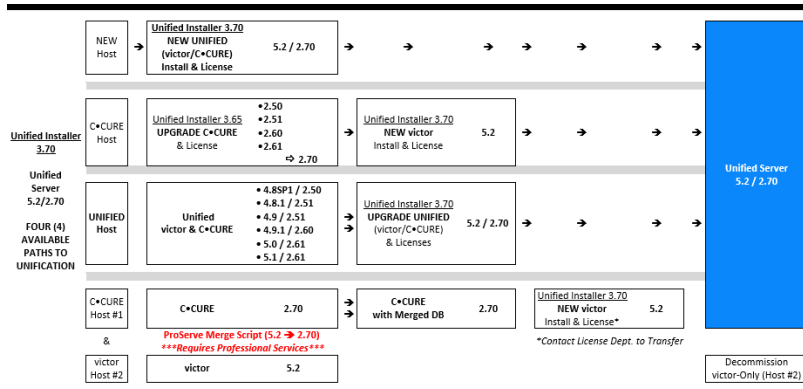 Unified Installer
3.70
Unified
Server
5.2/2.70
FOUR (4)
AVAILABLE
PATHS TO
UNIFICATION
NEW
Host
➔
Unified Installer 3.70
NEW UNIFIED
(victor/C•CURE)
Install & License
5.2 / 2.70
➔ ➔ ➔ ➔ ➔ ➔ ➔
C•CURE
Host
Unified Installer 3.65
UPGRADE C•CURE
& License
•2.50
•2.51
•2.60
•2.61
⇨ 2.70
➔
Unified Installer 3.70
NEW victor
Install & License
5.2
➔ ➔ ➔ ➔
UNIFIED
Host
Unified
victor & C•CURE
• 4.8SP1 / 2.50
• 4.8.1 / 2.51
• 4.9 / 2.51
• 4.9.1 / 2.60
• 5.0 / 2.61
• 5.1 / 2.61
➔
➔
Unified Installer 3.70
UPGRADE UNIFIED
(victor/C•CURE)
& Licenses
5.2 / 2.70
➔ ➔ ➔ ➔
C•CURE
Host #1
C•CURE
2.70
➔
➔
C•CURE
with Merged DB
2.70
Unified Installer 3.70
NEW victor
Install & License*
5.2
&
ProServe Merge Script (5.2 ➔ 2.70)
***Requires Professional Services***
*Contact License Dept. to Transfer
victor
Host #2
victor
5.2
Unified Server
5.2 / 2.70
Decommission
victor-Only (Host #2)